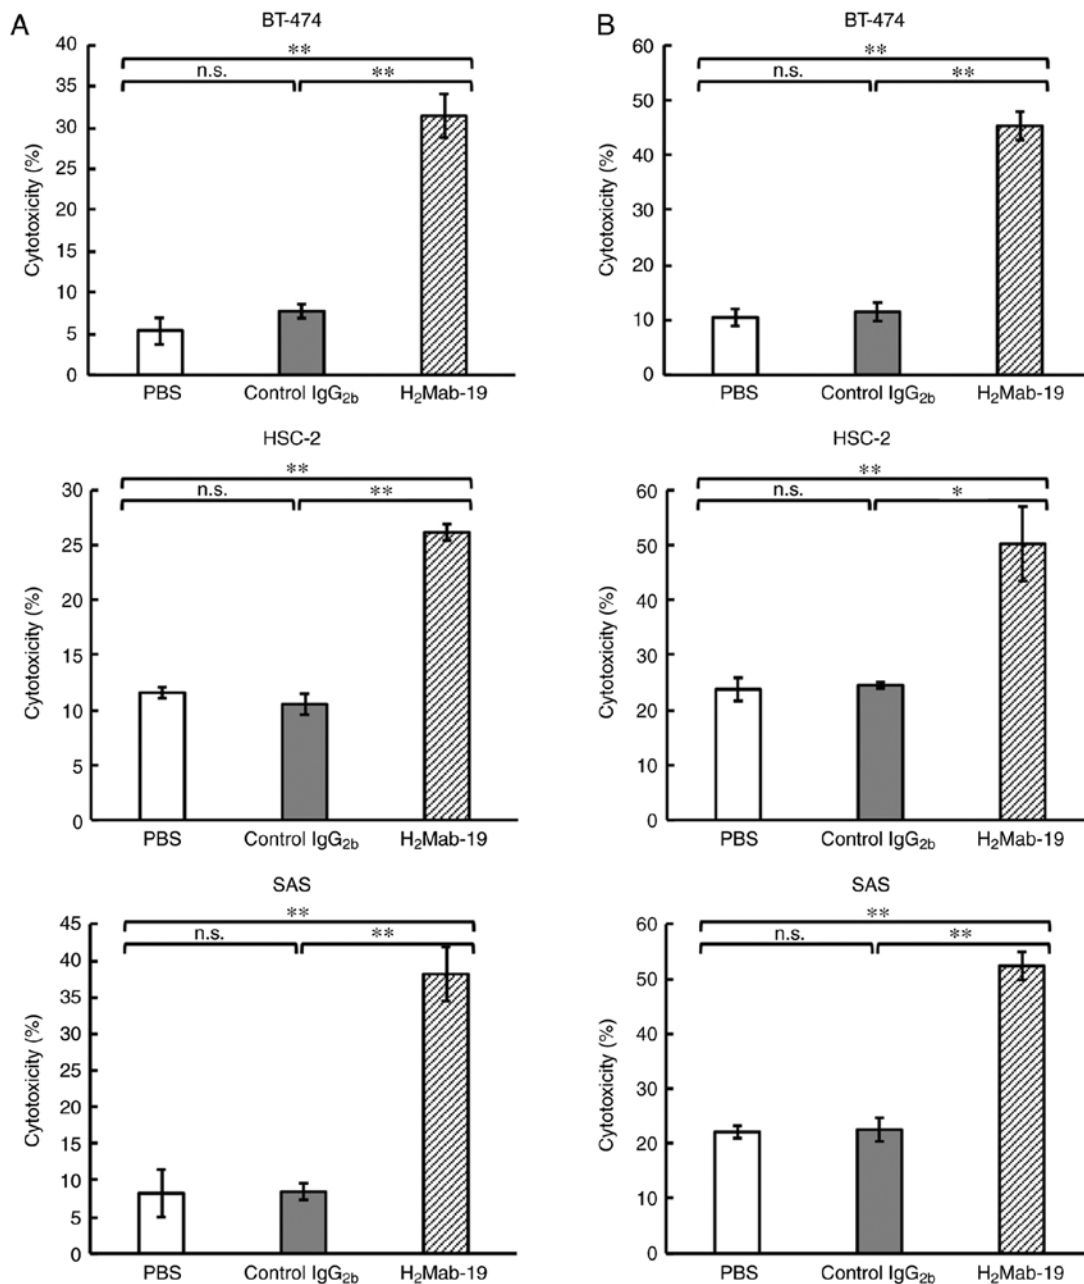 A
BT-474
40
35
30
25
20
15
10
5
0
Cytotoxicity (%)
**
n.s.
**
PBS
Control IgG2b
H2Mab-19
B
BT-474
60
50
40
30
20
10
0
Cytotoxicity (%)
**
n.s.
**
PBS
Control IgG2b
H2Mab-19
HSC-2
30
25
20
15
10
5
0
Cytotoxicity (%)
**
n.s.
**
PBS
Control IgG2b
H2Mab-19
HSC-2
60
50
40
30
20
10
0
Cytotoxicity (%)
**
n.s.
*
PBS
Control IgG2b
H2Mab-19
SAS
45
40
35
30
25
20
15
10
5
0
Cytotoxicity (%)
**
n.s.
**
PBS
Control IgG2b
H2Mab-19
SAS
60
50
40
30
20
10
0
Cytotoxicity (%)
**
n.s.
**
PBS
Control IgG2b
H2Mab-19